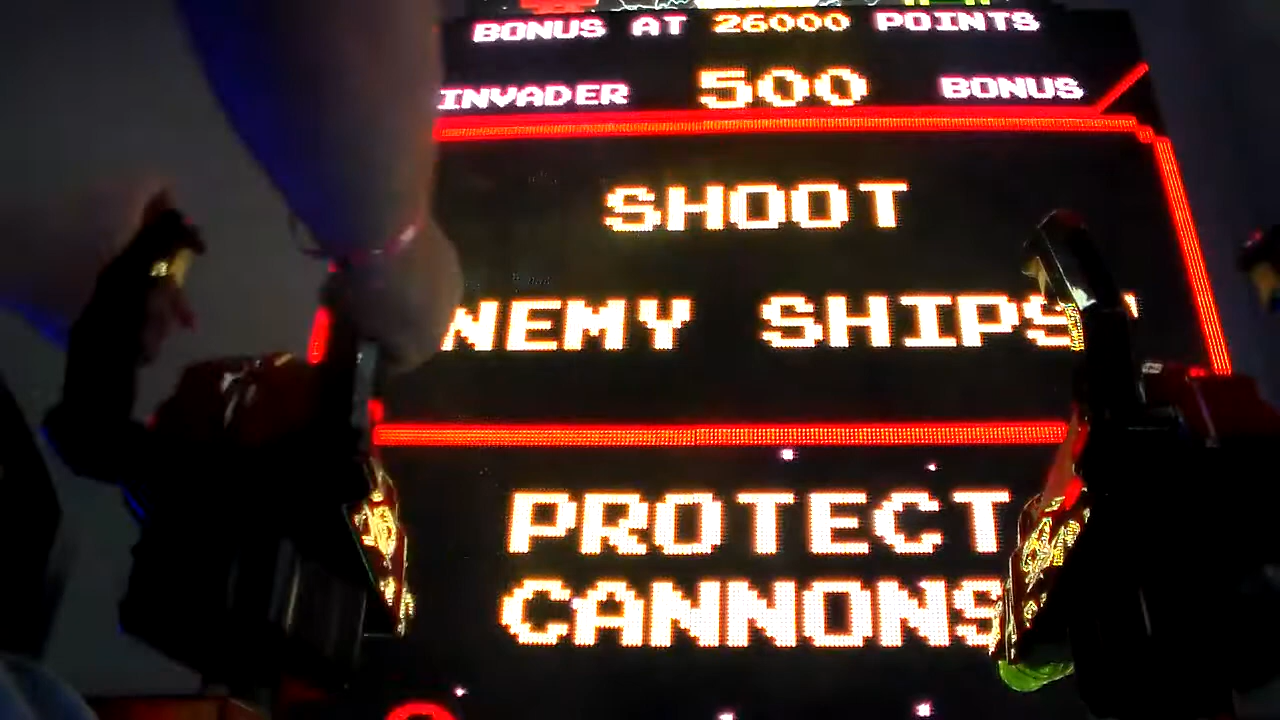 BONUS AT 26000 POINTS
INVADER 500 BONUS
SHOOT
NEMY SHIPS
PROTECT
CANNONS